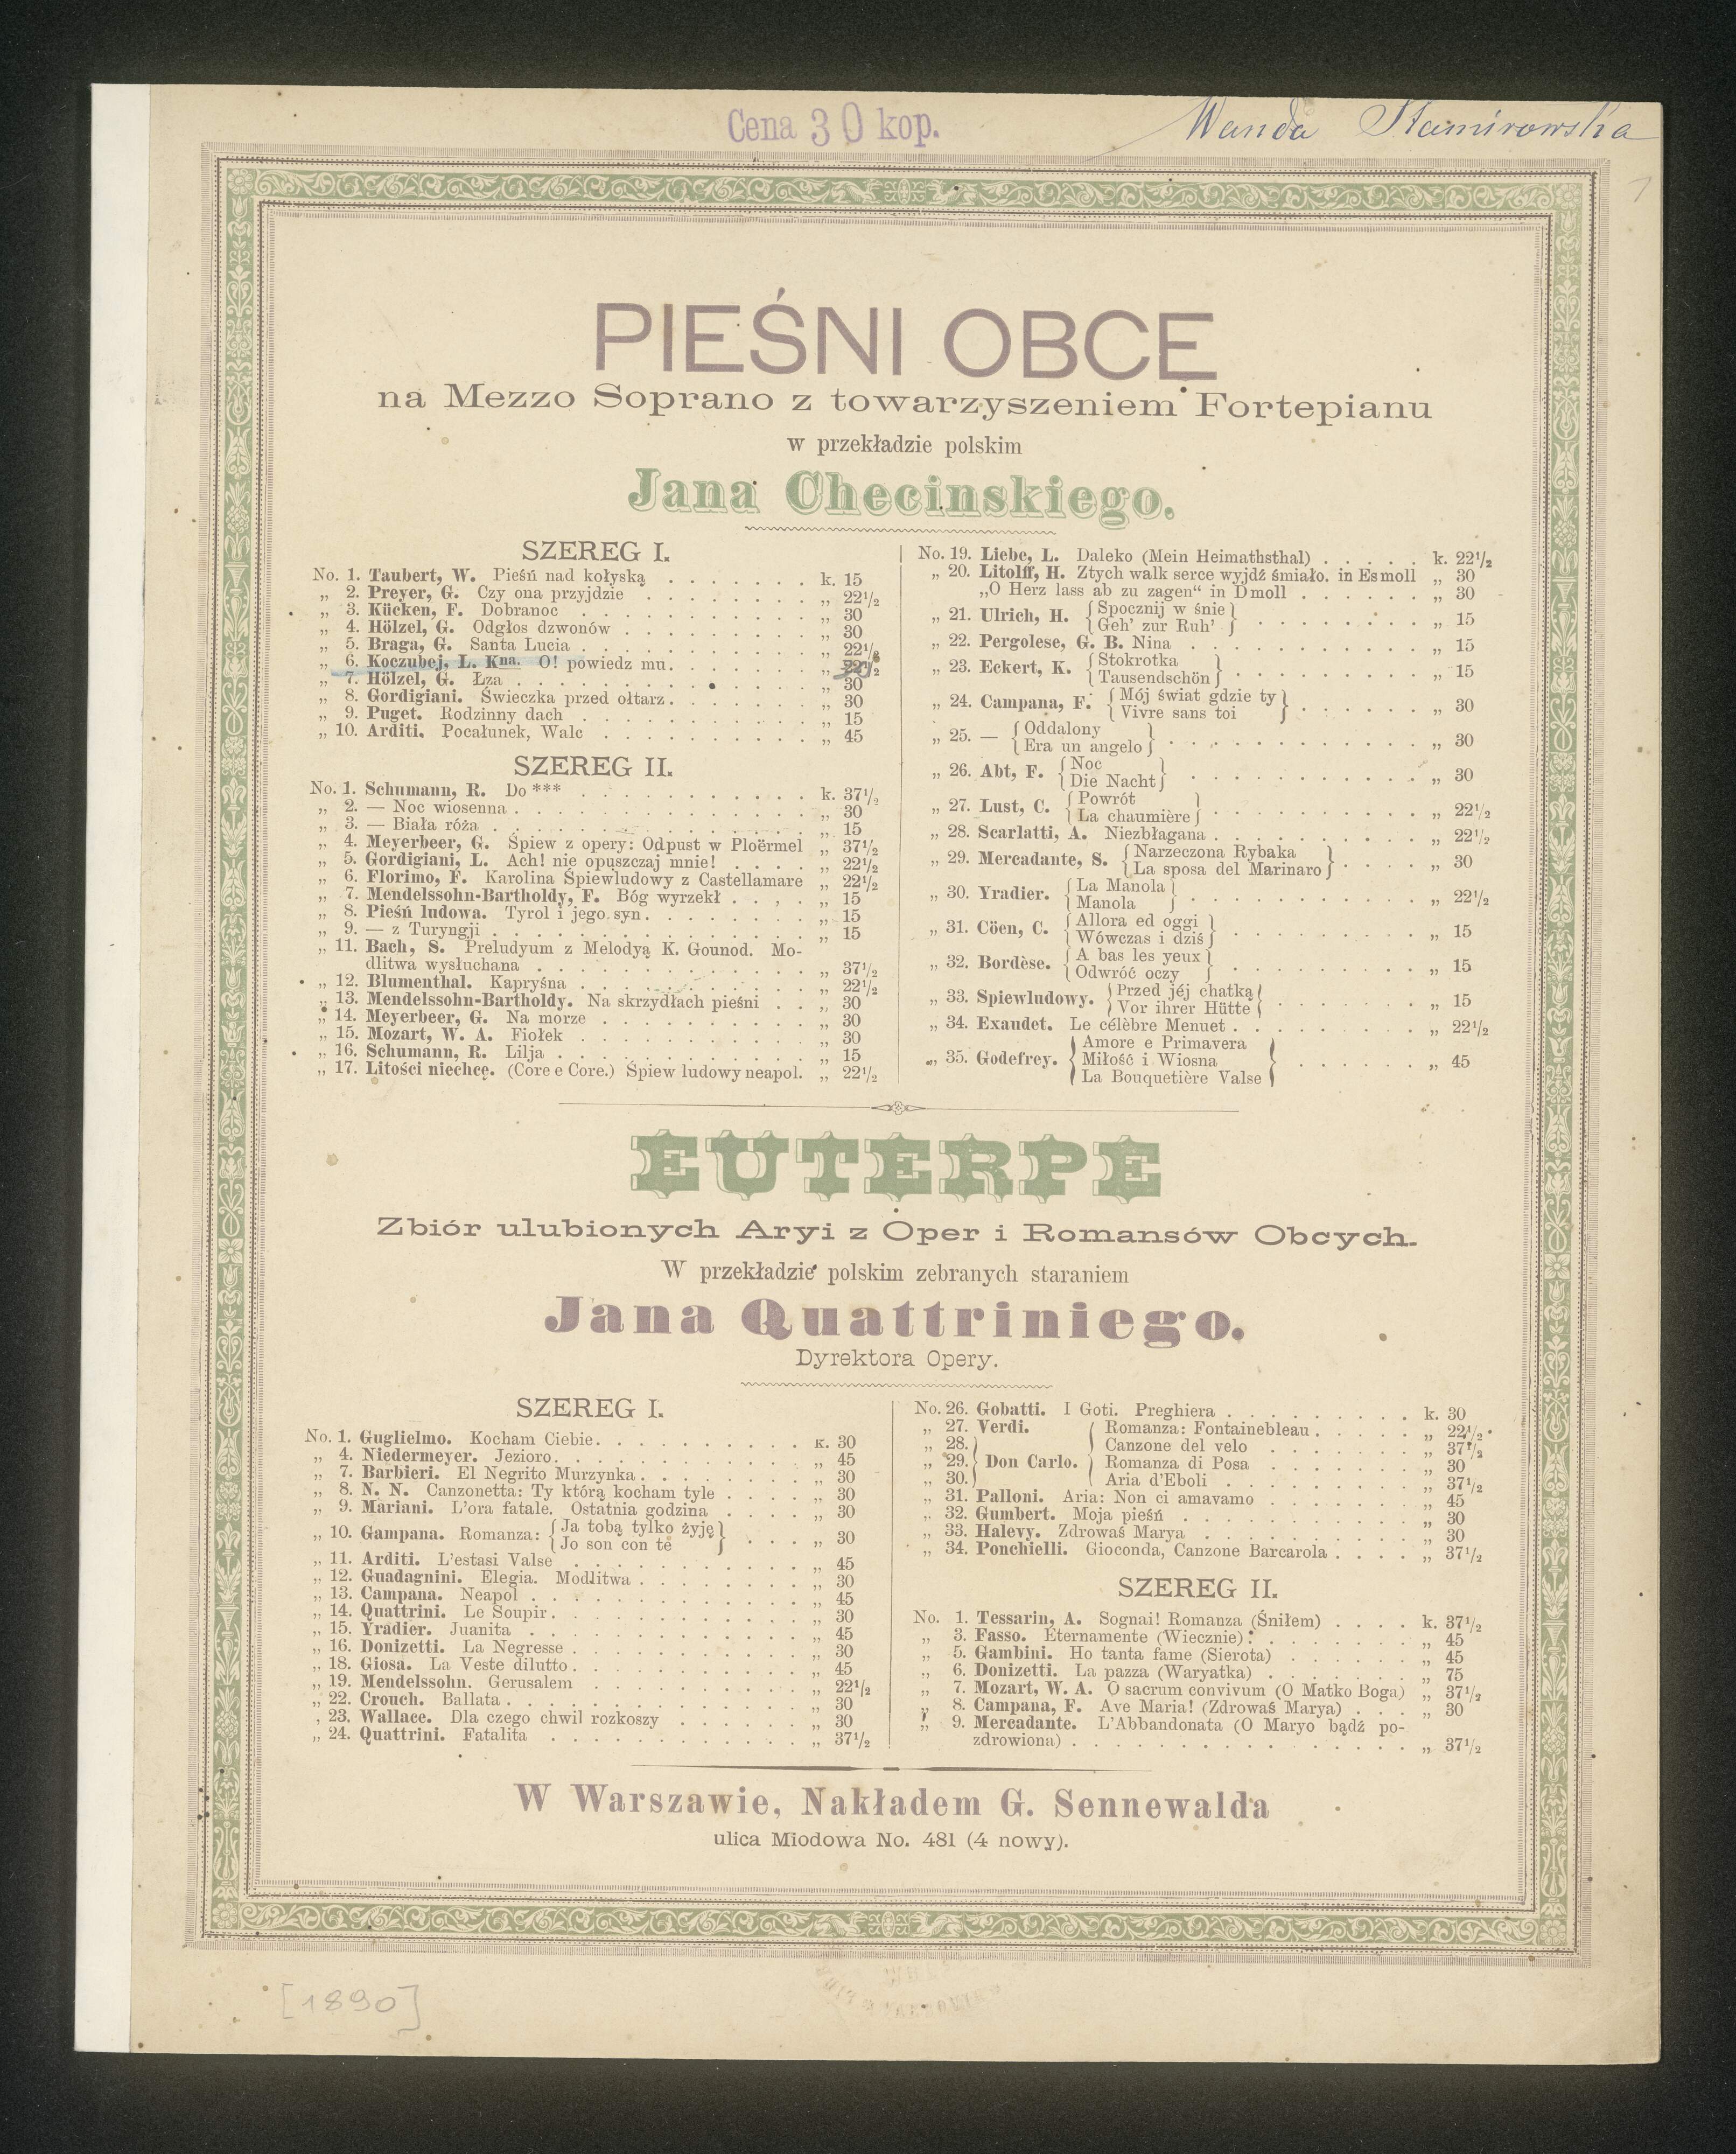 Cena 30 kop.
Wanda Stamirowska
1
PIEŚNI OBCE
na Mezzo Soprano z towarzyszeniem Fortepianu
w przekładzie polskim
Jana Checinskiego.
SZEREG I.
No. 1. Taubert, W. Pieśń nad kołyską . . . . . . . k. 15
„ 2. Preyer, G. Czy ona przyjdzie . . . . . . . „ 22½
„ 3. Kücken, F. Dobranoc . . . . . . . „ 30
„ 4. Hölzel, G. Odgłos dzwonów . . . . . . . „ 30
„ 5. Braga, G. Santa Lucia . . . . . . . „ 22½
„ 6. Koczubej, L. Kna. O! powiedz mu . . . . . . . „ 22½
„ 7. Hölzel, G. Łza . . . . . . . „ 30
„ 8. Gordigiani. Świeczka przed ołtarz . . . . . . . „ 30
„ 9. Puget. Rodzinny dach . . . . . . . „ 15
„ 10. Arditi. Pocałunek, Walc . . . . . . . „ 45
SZEREG II.
No. 1. Schumann, R. Do *** . . . . . . . k. 37½
„ 2. — Noc wiosenna . . . . . . . „ 30
„ 3. — Biała róża . . . . . . . „ 15
„ 4. Meyerbeer, G. Śpiew z opery: Odpust w Ploërmel „ 37½
„ 5. Gordigiani, L. Ach! nie opuszczaj mnie! . . . . „ 22½
„ 6. Florimo, F. Karolina Śpiewludowy z Castellamare „ 22½
„ 7. Mendelssohn-Bartholdy, F. Bóg wyrzekł . . . . „ 15
„ 8. Pieśń ludowa. Tyrol i jego syn . . . . . . . „ 15
„ 9. — z Turyngji . . . . . . . „ 15
„ 11. Bach, S. Preludyum z Melodyą K. Gounod. Mo-
dlitwa wysłuchana . . . . . . . „ 37½
„ 12. Blumenthal. Kapryśna . . . . . . . „ 22½
„ 13. Mendelssohn-Bartholdy. Na skrzydłach pieśni . . . „ 30
„ 14. Meyerbeer, G. Na morze . . . . . . . „ 30
„ 15. Mozart, W. A. Fiołek . . . . . . . „ 30
„ 16. Schumann, R. Lilja . . . . . . . „ 15
„ 17. Litości niechcę. (Core e Core.) Śpiew ludowy neapol. „ 22½
No. 19. Liebe, L. Daleko (Mein Heimathsthal) . . . . . k. 22½
„ 20. Litolff, H. Ztych walk serce wyjdź śmiało. in Es moll „ 30
„O Herz lass ab zu zagen“ in D moll . . . . . . „ 30
„ 21. Ulrich, H. {Spocznij w śnie
Geh' zur Ruh'} . . . . . . . „ 15
„ 22. Pergolese, G. B. Nina . . . . . . . „ 15
„ 23. Eckert, K. {Stokrotka
Tausendschön} . . . . . . . „ 15
„ 24. Campana, F. {Mój świat gdzie ty
Vivre sans toi} . . . . . . „ 30
„ 25. — {Oddalony
Era un angelo} . . . . . . . „ 30
„ 26. Abt, F. {Noc
Die Nacht} . . . . . . . „ 30
„ 27. Lust, C. {Powrót
La chaumière} . . . . . . . „ 22½
„ 28. Scarlatti, A. Niezbłagana . . . . . . . „ 22½
„ 29. Mercadante, S. {Narzeczona Rybaka
La sposa del Marinaro} . . . . „ 30
„ 30. Yradier. {La Manola
Manola} . . . . . . . „ 22½
„ 31. Cöen, C. {Allora ed oggi
Wówczas i dziś} . . . . . . . „ 15
„ 32. Bordèse. {A bas les yeux
Odwróć oczy} . . . . . . . „ 15
„ 33. Spiewludowy. {Przed jéj chatką
Vor ihrer Hütte} . . . . . . . „ 15
„ 34. Exaudet. Le célèbre Menuet . . . . . . . „ 22½
„ 35. Godefrey. {Amore e Primavera
Miłość i Wiosna
La Bouquetière Valse} . . . . . . „ 45
EUTERPE
Zbiór ulubionych Aryi z Oper i Romansów Obcych.
W przekładzie polskim zebranych staraniem
Jana Quattriniego.
Dyrektora Opery.
SZEREG I.
No. 1. Guglielmo. Kocham Ciebie . . . . . . . к. 30
„ 4. Niedermeyer. Jezioro . . . . . . . „ 45
„ 7. Barbieri. El Negrito Murzynka . . . . . . . „ 30
„ 8. N. N. Canzonetta: Ty którą kocham tyle . . . . „ 30
„ 9. Mariani. L'ora fatale. Ostatnia godzina . . . . „ 30
„ 10. Gampana. Romanza: {Ja tobą tylko żyję
Jo son con te} . . . „ 30
„ 11. Arditi. L'estasi Valse . . . . . . . „ 45
„ 12. Guadagnini. Elegia. Modlitwa . . . . . . . „ 30
„ 13. Campana. Neapol . . . . . . . „ 45
„ 14. Quattrini. Le Soupir . . . . . . . „ 30
„ 15. Yradier. Juanita . . . . . . . „ 45
„ 16. Donizetti. La Negresse . . . . . . . „ 30
„ 18. Giosa. La Veste dilutto . . . . . . . „ 45
„ 19. Mendelssohn. Gerusalem . . . . . . . „ 22½
„ 22. Crouch. Ballata . . . . . . . „ 30
„ 23. Wallace. Dla czego chwil rozkoszy . . . . . . „ 30
„ 24. Quattrini. Fatalita . . . . . . . „ 37½
No. 26. Gobatti. I Goti. Preghiera . . . . . . . k. 30
„ 27. Verdi. Romanza: Fontainebleau . . . . . „ 22½
„ 28. Canzone del velo . . . . . . . „ 37½
„ 29. Don Carlo. Romanza di Posa . . . . . . . „ 30
„ 30. Aria d'Eboli . . . . . . . „ 37½
„ 31. Palloni. Aria: Non ci amavamo . . . . . . . „ 45
„ 32. Gumbert. Moja pieśń . . . . . . . „ 30
„ 33. Halevy. Zdrowaś Marya . . . . . . . „ 30
„ 34. Ponchielli. Gioconda, Canzone Barcarola . . . . „ 37½
SZEREG II.
No. 1. Tessarin, A. Sognai! Romanza (Śniłem) . . . . k. 37½
„ 3. Fasso. Eternamente (Wiecznie) . . . . . . . „ 45
„ 5. Gambini. Ho tanta fame (Sierota) . . . . . . „ 45
„ 6. Donizetti. La pazza (Waryatka) . . . . . . . „ 75
„ 7. Mozart, W. A. O sacrum convivum (O Matko Boga) „ 37½
„ 8. Campana, F. Ave Maria! (Zdrowaś Marya) . . . „ 30
„ 9. Mercadante. L'Abbandonata (O Maryo bądź po-
zdrowiona) . . . . . . . „ 37½
W Warszawie, Nakładem G. Sennewalda
ulica Miodowa No. 481 (4 nowy).
[1890]